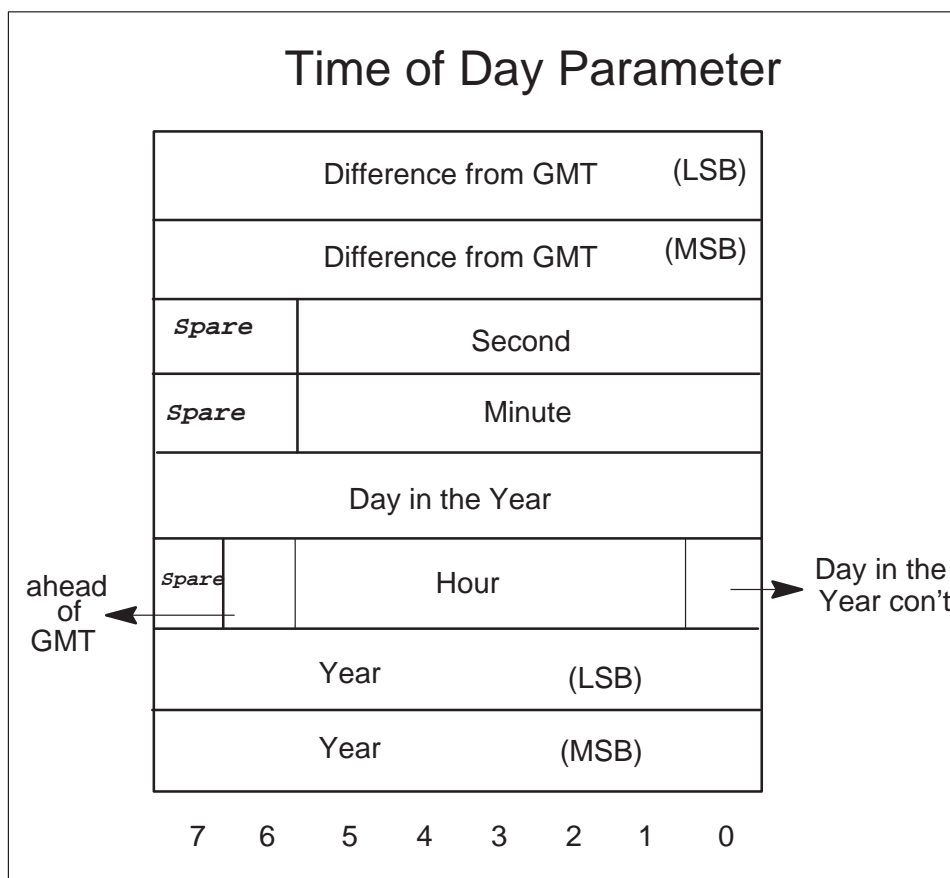 Time of Day Parameter
Difference from GMT (LSB)
Difference from GMT (MSB)
Spare Second
Spare Minute
Day in the Year
Spare Hour
ahead
of
GMT
Day in the
Year con't
Year (LSB)
Year (MSB)
7 6 5 4 3 2 1 0